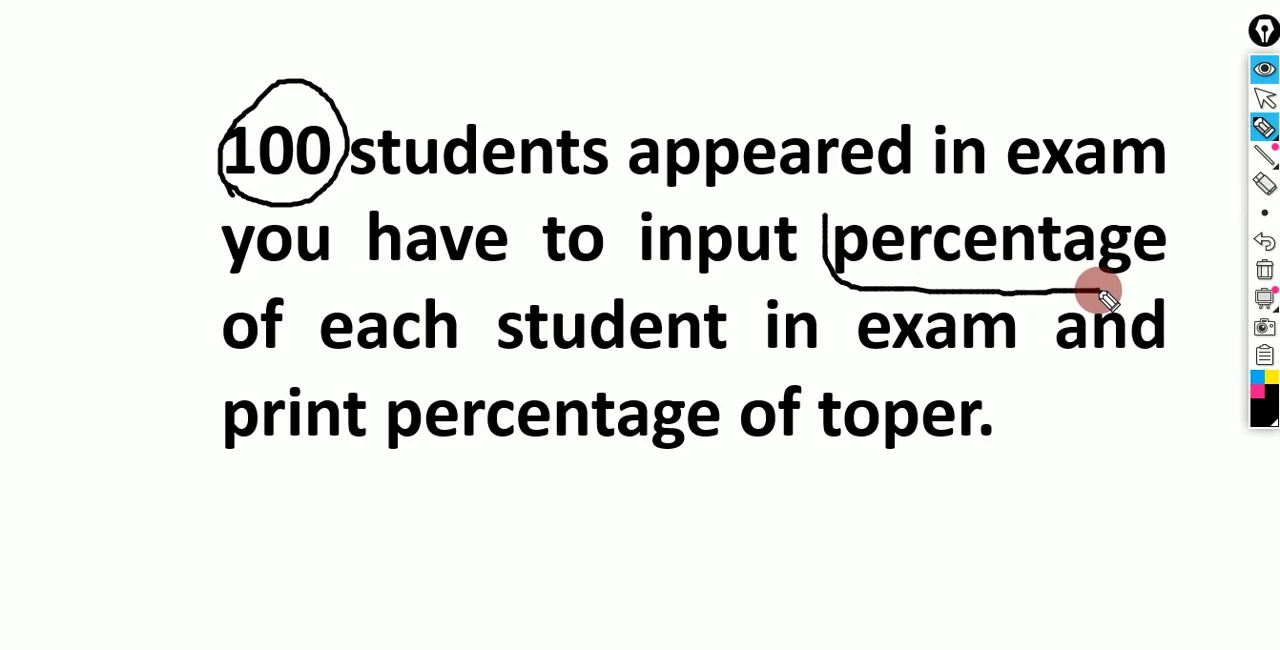 100 students appeared in exam
you have to input percentage
of each student in exam and
print percentage of toper.